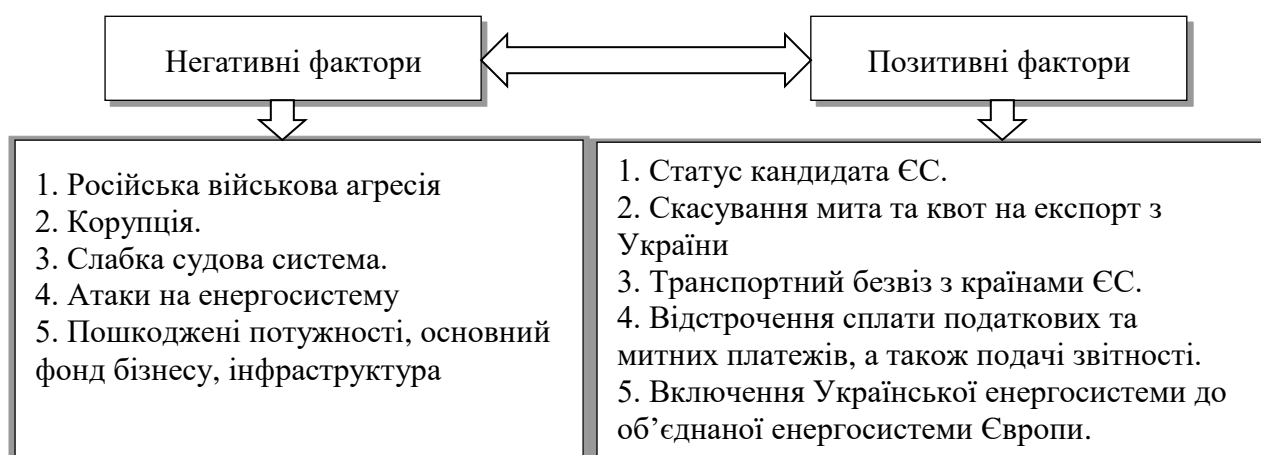 Негативні фактори
Позитивні фактори
1. Російська військова агресія
2. Корупція.
3. Слабка судова система.
4. Атаки на енергосистему
5. Пошкоджені потужності, основний
фонд бізнесу, інфраструктура
1. Статус кандидата ЄС.
2. Скасування мита та квот на експорт з
України
3. Транспортний безвіз з країнами ЄС.
4. Відстрочення сплати податкових та
митних платежів, а також подачі звітності.
5. Включення Української енергосистеми до
об’єднаної енергосистеми Європи.